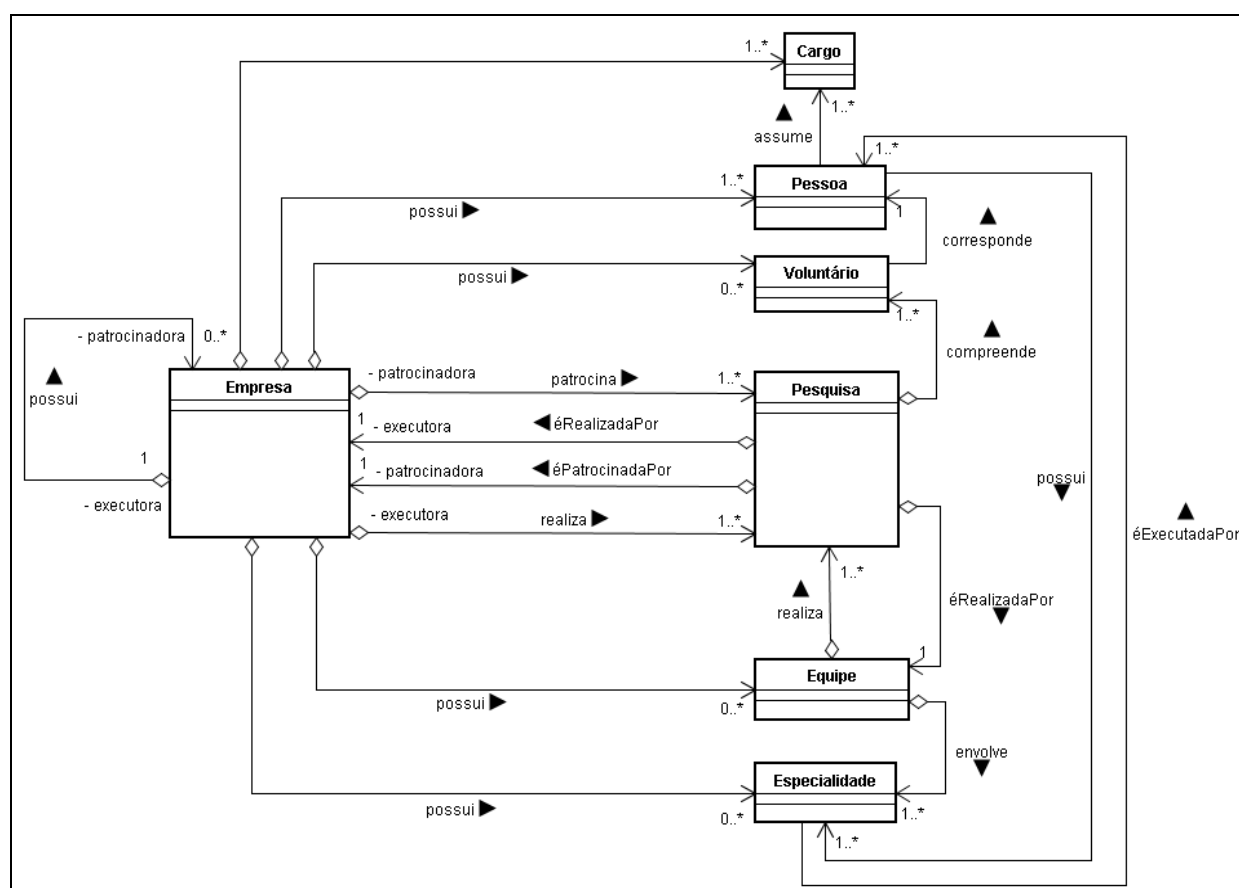 1..*
Cargo
1..*
assume
1..*
1..*
Pessoa
possui
1
corresponde
possui
Voluntário
0..*
1..*
- patrocinadora
0..*
compreende
- patrocinadora
patrocina
1..*
Empresa
Pesquisa
possui
1
- executora
éRealizadaPor
1
1
- patrocinadora
éPatrocinadaPor
possui
- executora
- executora
realiza
1..*
éExecutadaPor
1..*
realiza
éRealizadaPor
1
Equipe
possui
0..*
envolve
Especialidade
possui
0..*
1..*
1..*